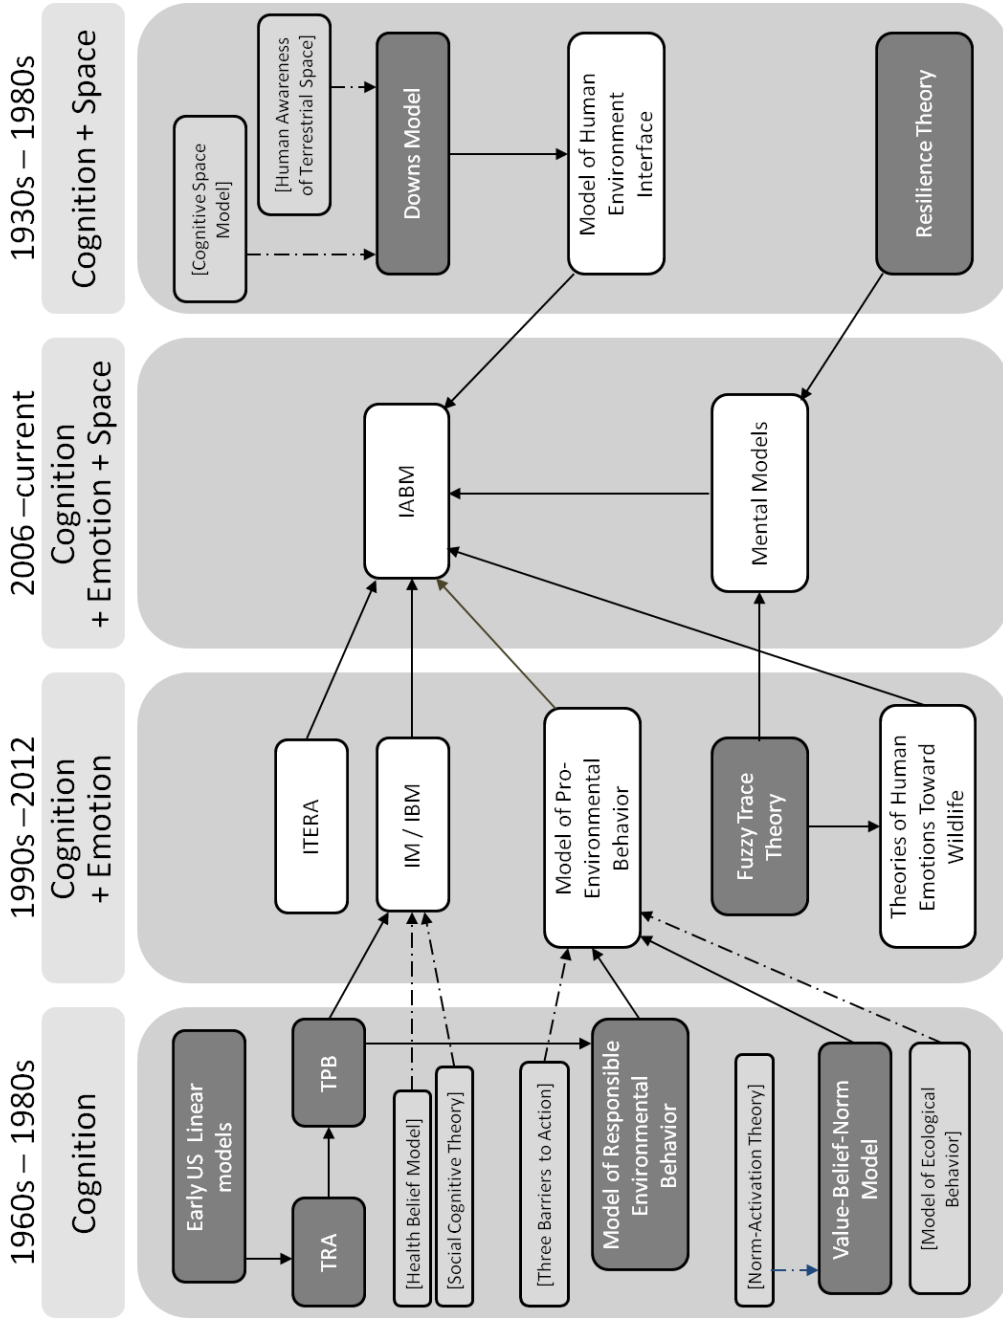 1960s – 1980s
Cognition
Early US Linear
models
TRA
TPB
[Health Belief Model]
[Social Cognitive Theory]
[Three Barriers to Action]
Model of Responsible
Environmental
Behavior
[Norm-Activation Theory]
Value-Belief-Norm
Model
[Model of Ecological
Behavior]
1990s –2012
Cognition
+ Emotion
ITERA
IM / IBM
Model of Pro-
Environmental
Behavior
Fuzzy Trace
Theory
Theories of Human
Emotions Toward
Wildlife
2006 –current
Cognition
+ Emotion + Space
IABM
Mental Models
1930s – 1980s
Cognition + Space
[Cognitive Space
Model]
[Human Awareness
of Terrestrial Space]
Downs Model
Model of Human
Environment
Interface
Resilience Theory